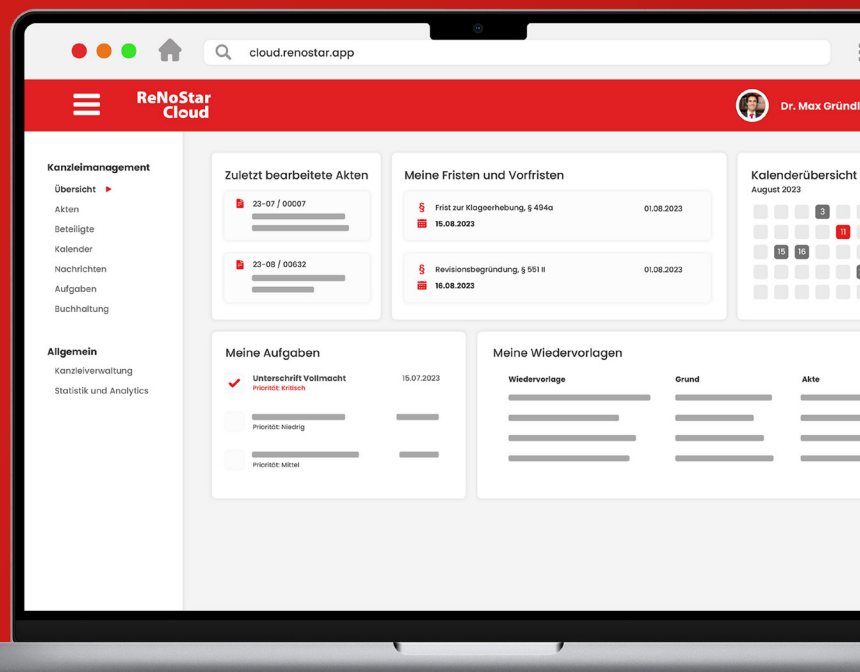 cloud.renostar.app
ReNoStar
Cloud
Dr. Max Gründl
Kanzleimanagement
Übersicht
Akten
Beteiligte
Kalender
Nachrichten
Aufgaben
Buchhaltung
Allgemein
Kanzleiverwaltung
Statistik und Analytics
Zuletzt bearbeitete Akten
23-07 / 00007
23-08 / 00632
Meine Fristen und Vorfristen
§ Frist zur Klageerhebung, § 494a 01.08.2023
15.08.2023
§ Revisionsbegründung, § 551 II 01.08.2023
16.08.2023
Kalenderübersicht
August 2023
3
11
15 16
Meine Aufgaben
Unterschrift Vollmacht 15.07.2023
Priorität: Kritisch
Priorität: Niedrig
Priorität: Mittel
Meine Wiedervorlagen
Wiedervorlage Grund Akte